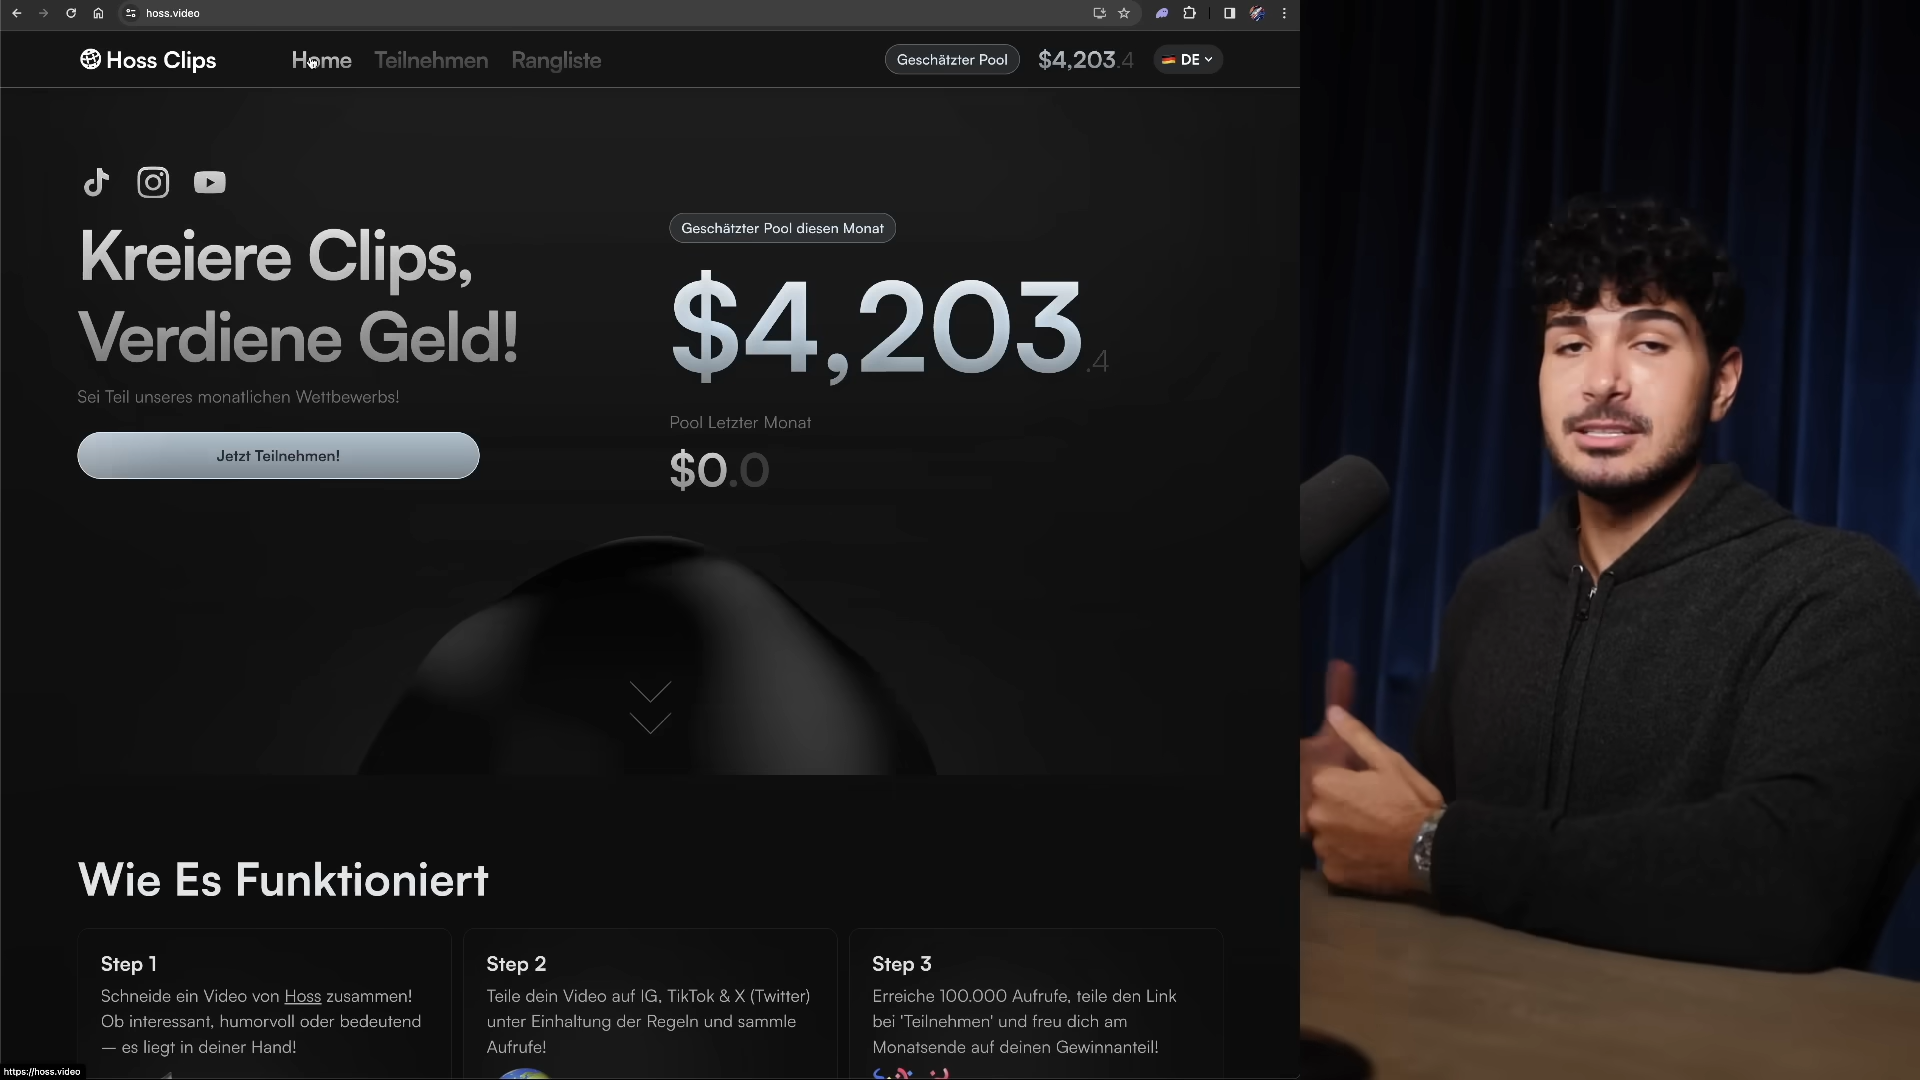 hoss.video
Hoss Clips
Home
Teilnehmen
Rangliste
Geschätzter Pool
$4,203.4
DE
Kreiere Clips,
Verdiene Geld!
Sei Teil unseres monatlichen Wettbewerbs!
Jetzt Teilnehmen!
Geschätzter Pool diesen Monat
$4,203.4
Pool Letzter Monat
$0.0
Wie Es Funktioniert
Step 1
Schneide ein Video von Hoss zusammen!
Ob interessant, humorvoll oder bedeutend
— es liegt in deiner Hand!
Step 2
Teile dein Video auf IG, TikTok & X (Twitter)
unter Einhaltung der Regeln und sammle
Aufrufe!
Step 3
Erreiche 100.000 Aufrufe, teile den Link
bei 'Teilnehmen' und freu dich am
Monatsende auf deinen Gewinnanteil!
https://hoss.video